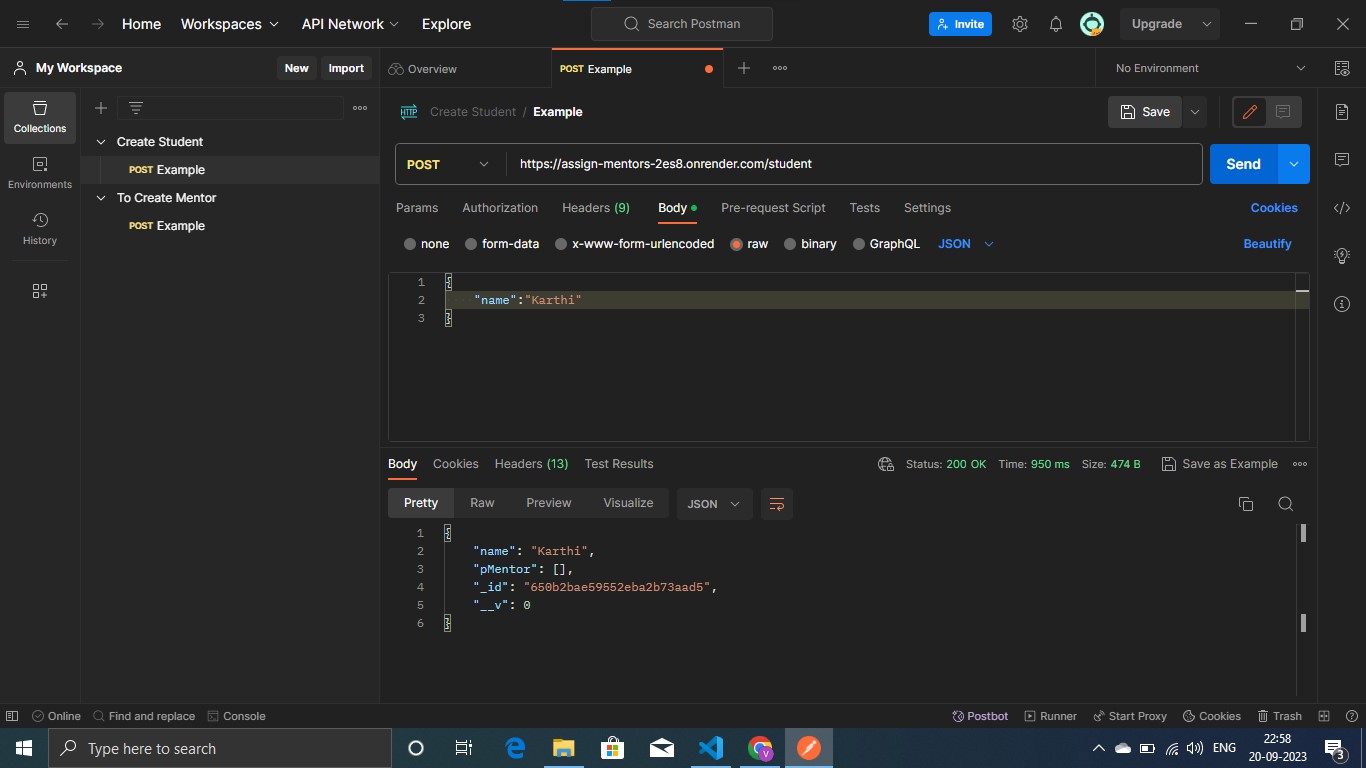 Home Workspaces API Network Explore Search Postman Invite Upgrade
My Workspace New Import Overview POST Example No Environment
Collections
Environments
History
Create Student
POST Example
To Create Mentor
POST Example
HTTP Create Student / Example Save
POST https://assign-mentors-2es8.onrender.com/student Send
Params Authorization Headers (9) Body Pre-request Script Tests Settings Cookies
none form-data x-www-form-urlencoded raw binary GraphQL JSON Beautify
1 {
2 "name":"Karthi"
3 }
Body Cookies Headers (13) Test Results Status: 200 OK Time: 950 ms Size: 474 B Save as Example
Pretty Raw Preview Visualize JSON
1 {
2 "name": "Karthi",
3 "pMentor": [],
4 "_id": "650b2bae59552eba2b73aad5",
5 "__v": 0
6 }
Online Find and replace Console Postbot Runner Start Proxy Cookies Trash
Type here to search ENG 22:58
20-09-2023 3